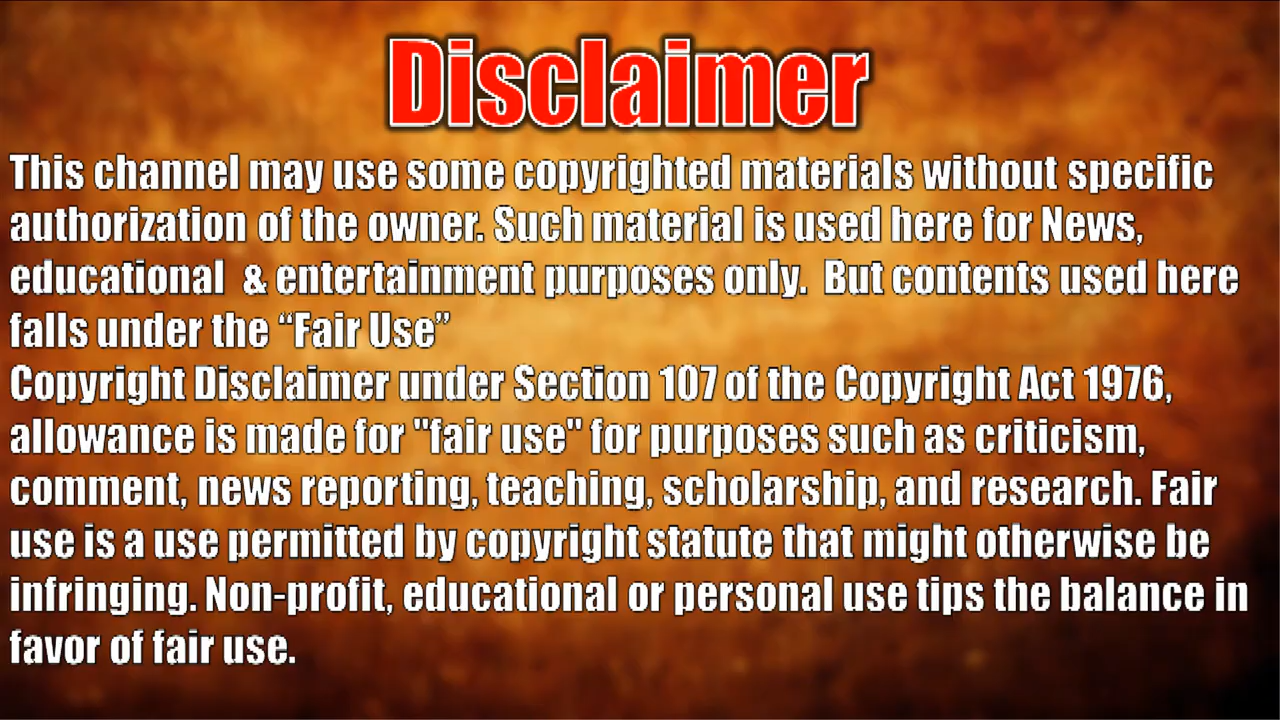 Disclaimer
This channel may use some copyrighted materials without specific
authorization of the owner. Such material is used here for News,
educational  & entertainment purposes only.  But contents used here
falls under the “Fair Use”
Copyright Disclaimer under Section 107 of the Copyright Act 1976,
allowance is made for "fair use" for purposes such as criticism,
comment, news reporting, teaching, scholarship, and research. Fair
use is a use permitted by copyright statute that might otherwise be
infringing. Non-profit, educational or personal use tips the balance in
favor of fair use.